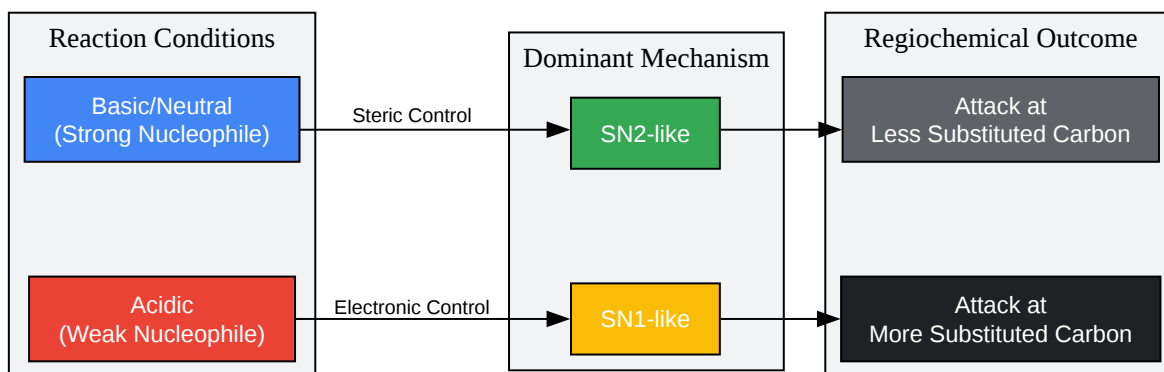 Reaction Conditions
Basic/Neutral
(Strong Nucleophile)
Acidic
(Weak Nucleophile)
Steric Control
Electronic Control
Dominant Mechanism
SN2-like
SN1-like
Regiochemical Outcome
Attack at
Less Substituted Carbon
Attack at
More Substituted Carbon